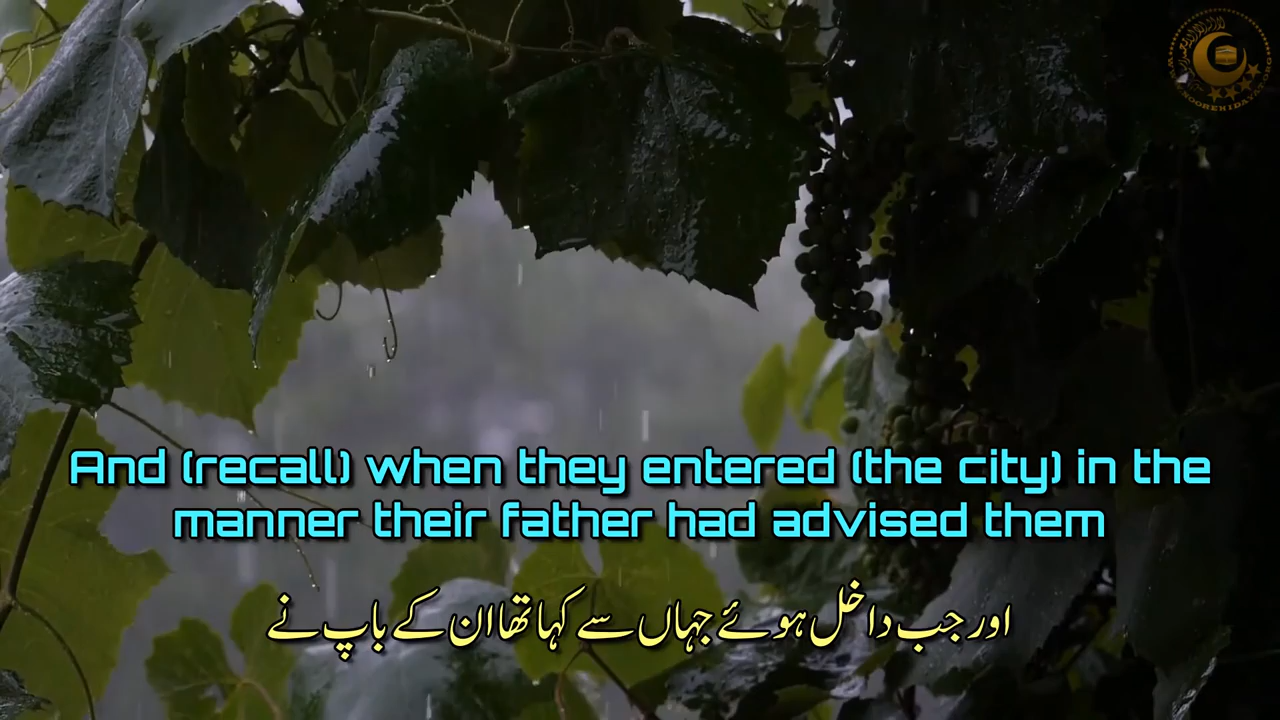 And (recall) when they entered (the city) in the
manner their father had advised them
اور جب داخل ہوئے جہاں سے کہا تھا ان کے باپ نے